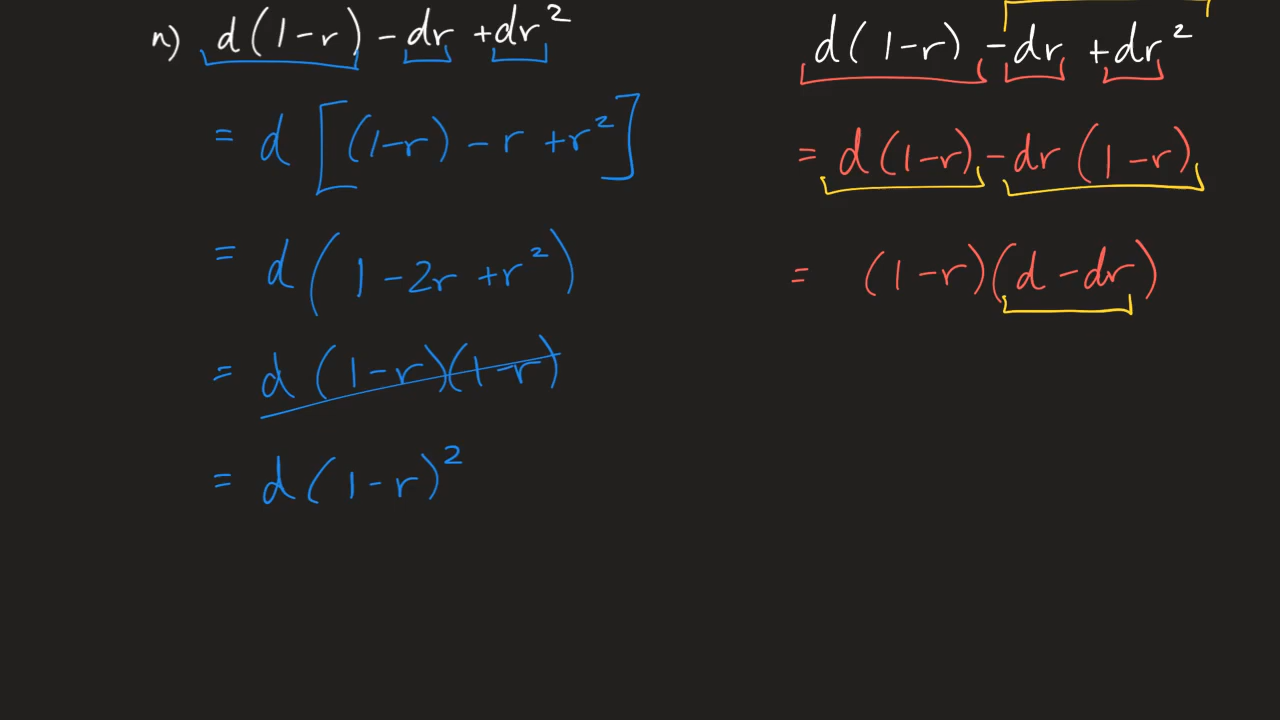 n) d(1-r) - dr + dr²
= d[(1-r) - r + r²]
= d(1 - 2r + r²)
= d(1-r)(1-r)
= d(1-r)²
d(1-r) - dr + dr²
= d(1-r) - dr(1-r)
= (1-r)(d - dr)